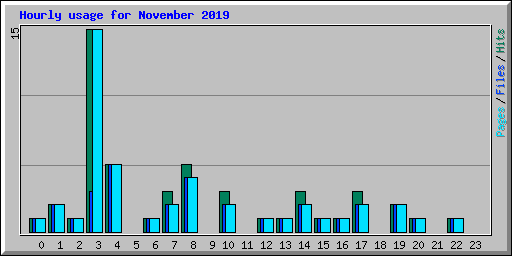 Hourly usage for November 2019
15
Pages/Files/Hits
0 1 2 3 4 5 6 7 8 9 10 11 12 13 14 15 16 17 18 19 20 21 22 23